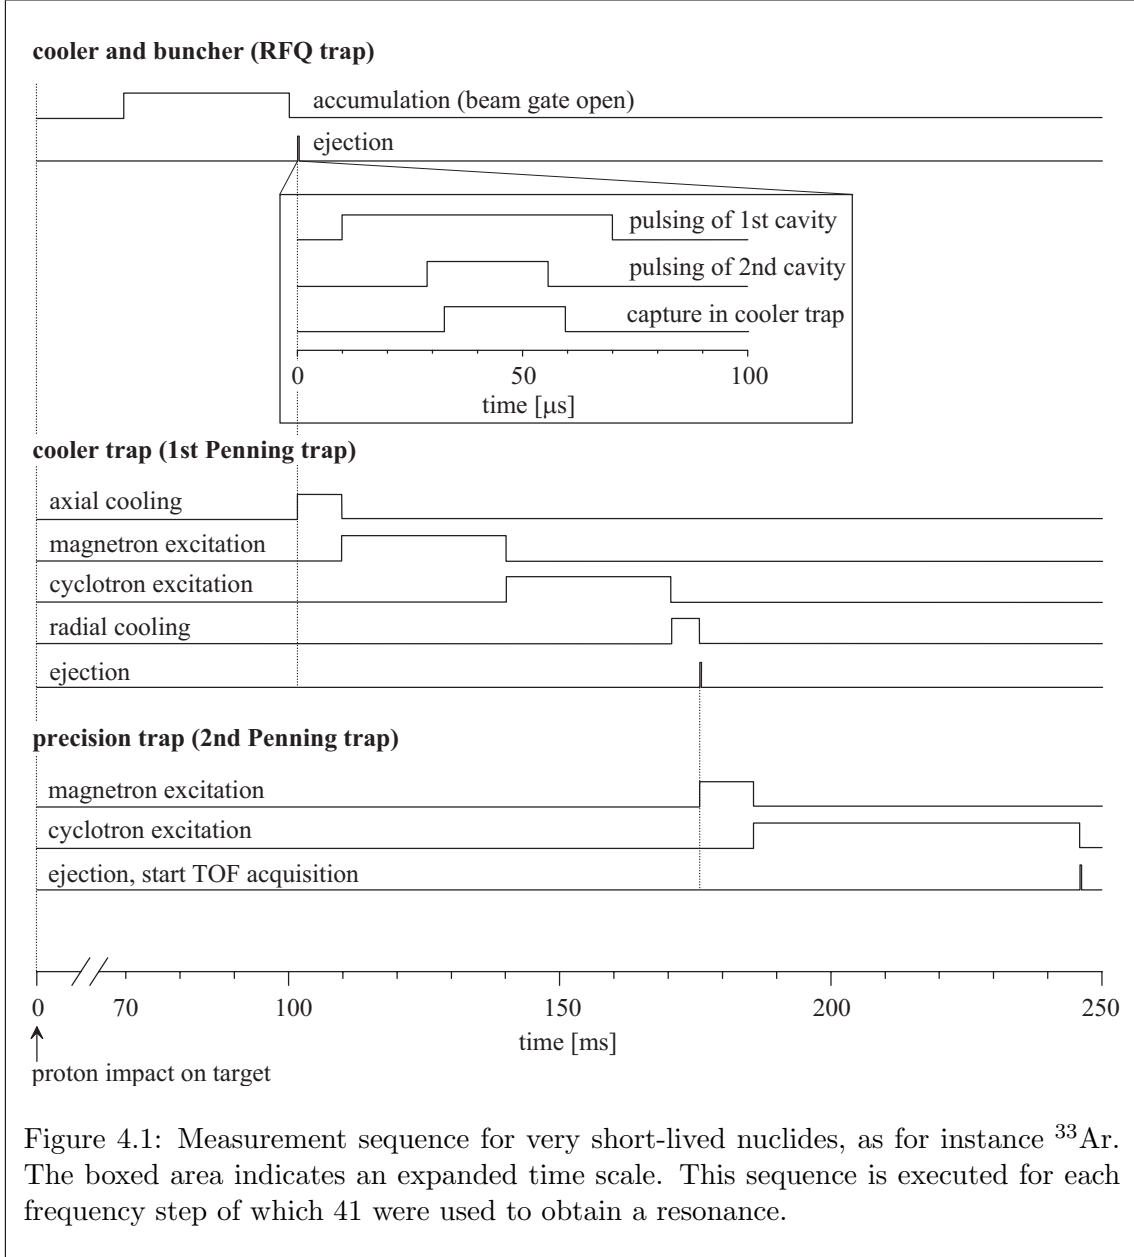 cooler and buncher (RFQ trap)
accumulation (beam gate open)
ejection
pulsing of 1st cavity
pulsing of 2nd cavity
capture in cooler trap
0 50 100
time [µs]
cooler trap (1st Penning trap)
axial cooling
magnetron excitation
cyclotron excitation
radial cooling
ejection
precision trap (2nd Penning trap)
magnetron excitation
cyclotron excitation
ejection, start TOF acquisition
0 70 100 150 200 250
time [ms]
proton impact on target
Figure 4.1: Measurement sequence for very short-lived nuclides, as for instance ³³Ar.
The boxed area indicates an expanded time scale. This sequence is executed for each
frequency step of which 41 were used to obtain a resonance.